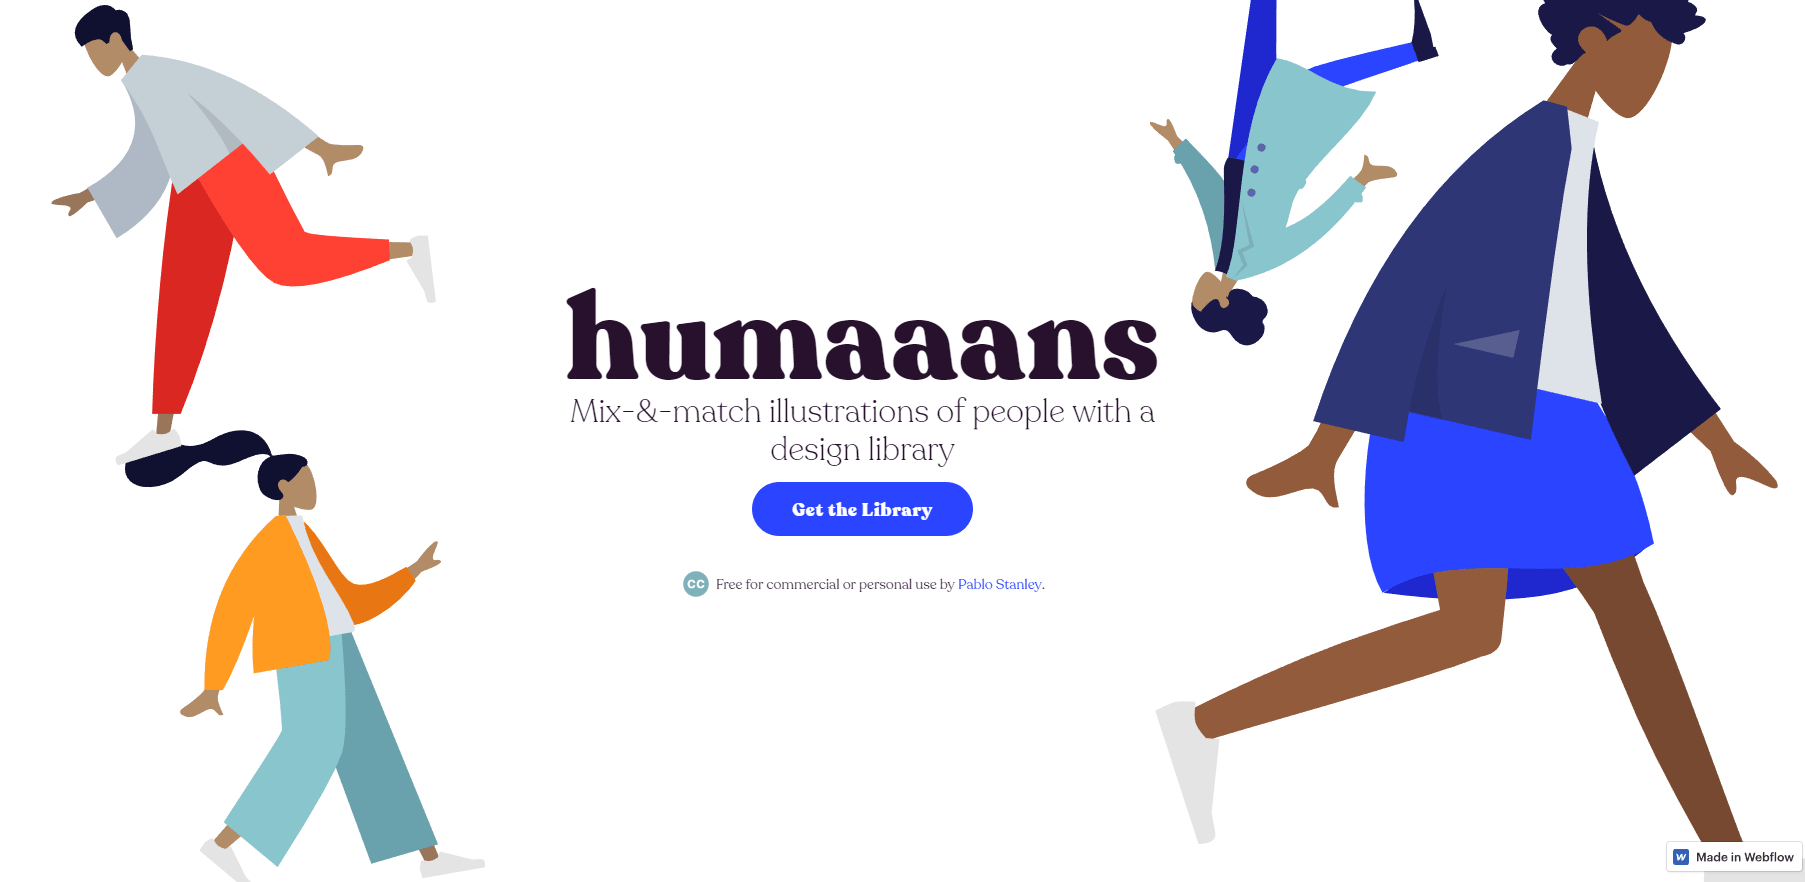 humaaans
Mix-&-match illustrations of people with a
design library
Get the Library
CC Free for commercial or personal use by Pablo Stanley.
W Made in Webflow